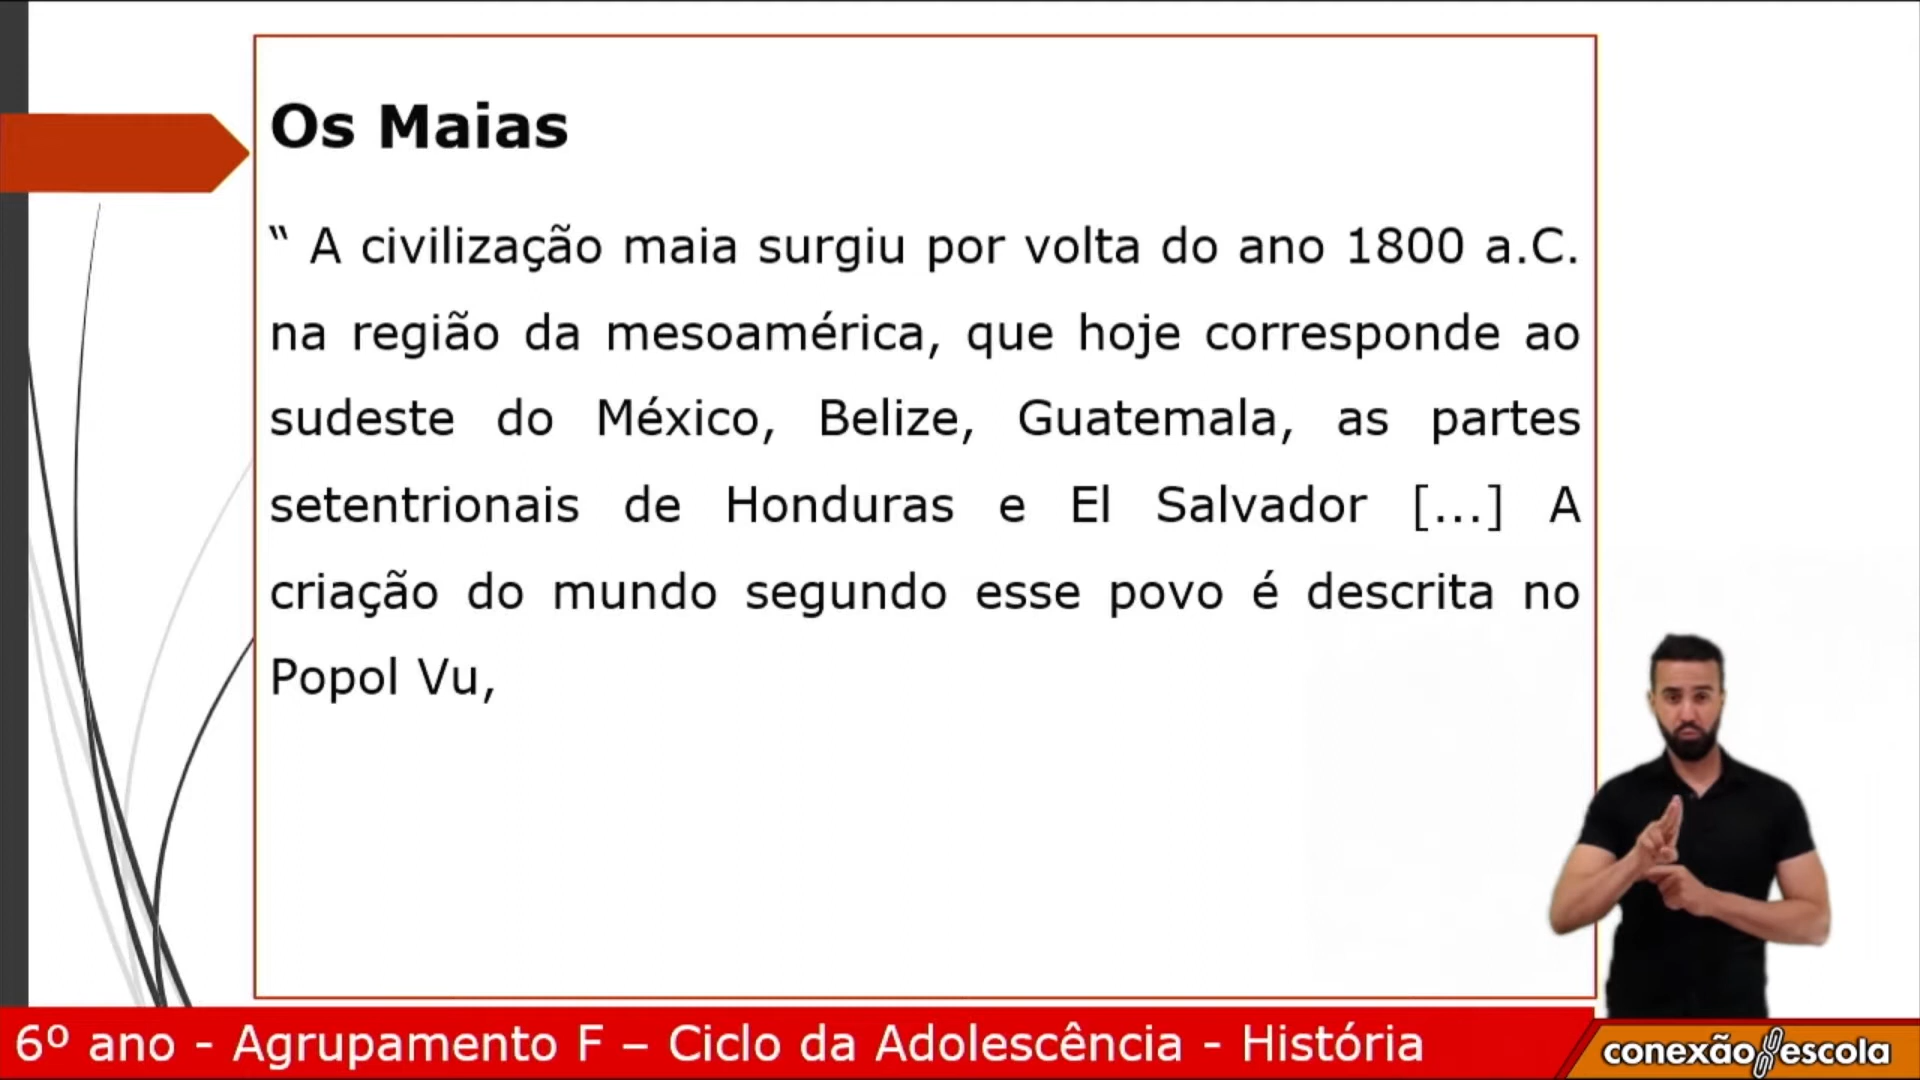 Os Maias
“ A civilização maia surgiu por volta do ano 1800 a.C.
na região da mesoamérica, que hoje corresponde ao
sudeste do México, Belize, Guatemala, as partes
setentrionais de Honduras e El Salvador [...] A
criação do mundo segundo esse povo é descrita no
Popol Vu,
6º ano - Agrupamento F – Ciclo da Adolescência - História
conexão escola